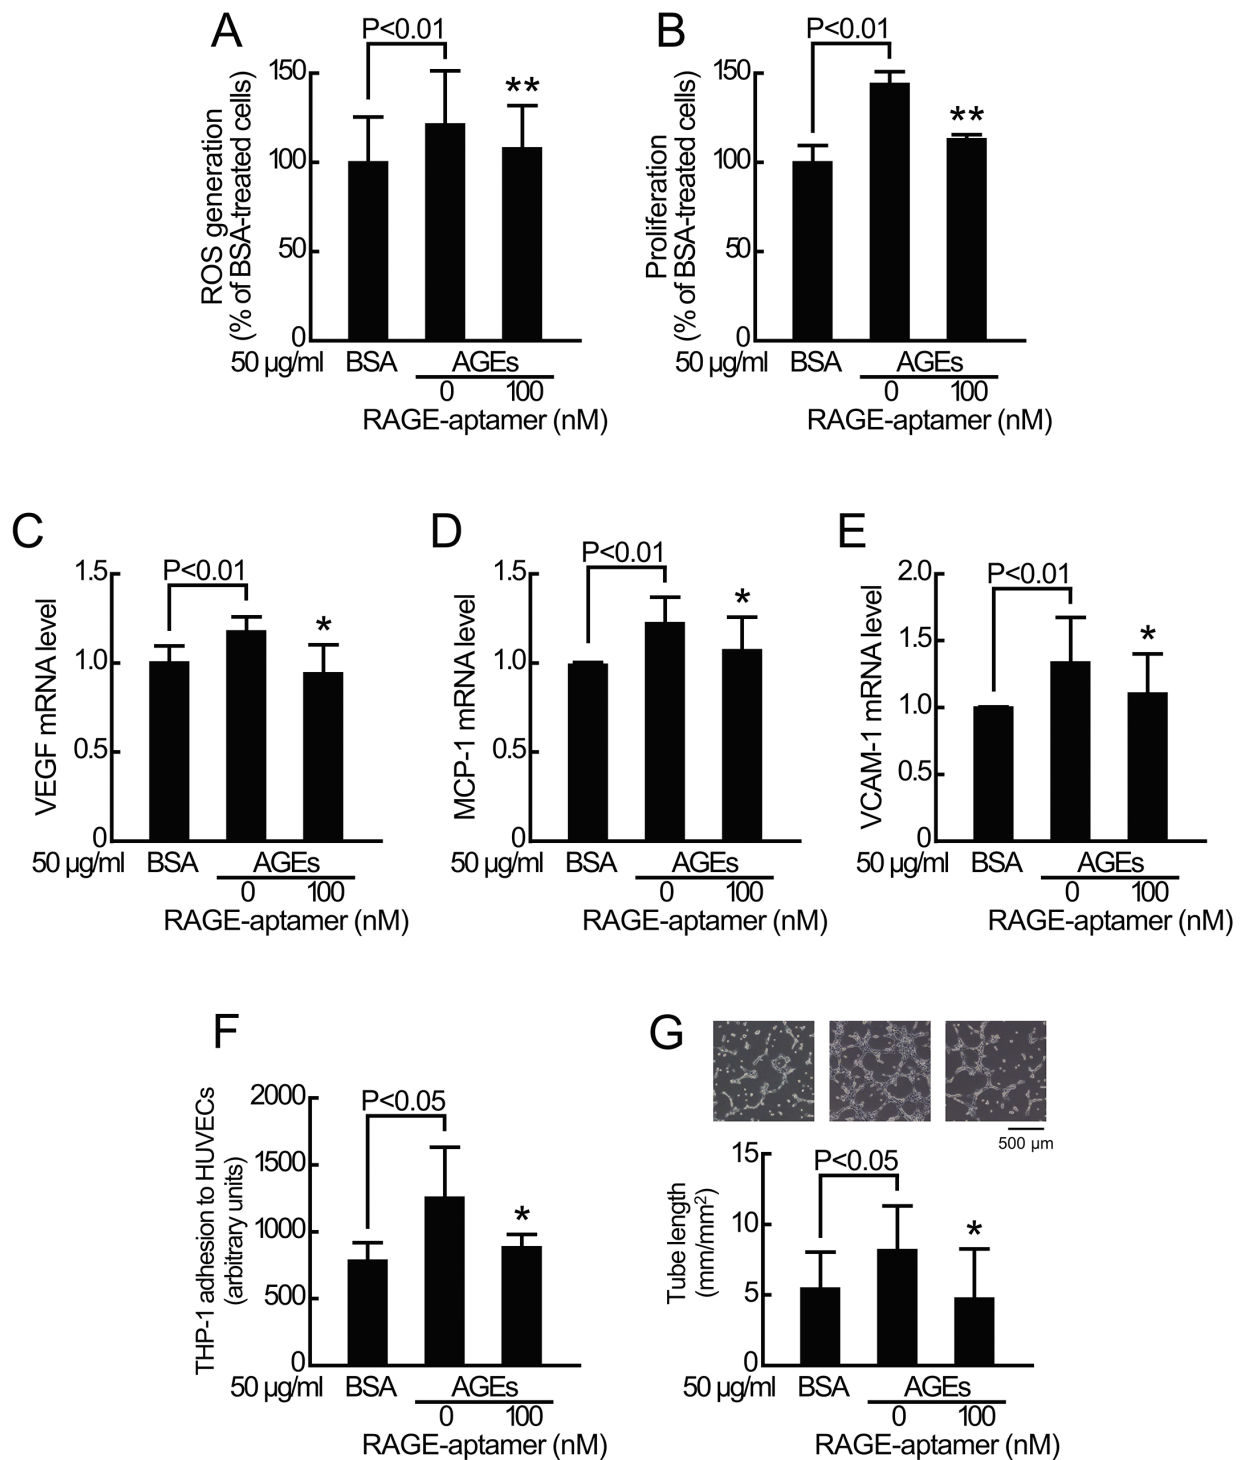 A
P<0.01
ROS generation
(% of BSA-treated cells)
150
100
50
0
**
50 µg/ml BSA AGEs
0 100
RAGE-aptamer (nM)
B
P<0.01
Proliferation
(% of BSA-treated cells)
150
100
50
0
**
50 µg/ml BSA AGEs
0 100
RAGE-aptamer (nM)
C
P<0.01
VEGF mRNA level
1.5
1.0
0.5
0
*
50 µg/ml BSA AGEs
0 100
RAGE-aptamer (nM)
D
P<0.01
MCP-1 mRNA level
1.5
1.0
0.5
0
*
50 µg/ml BSA AGEs
0 100
RAGE-aptamer (nM)
E
P<0.01
VCAM-1 mRNA level
2.0
1.5
1.0
0.5
0
*
50 µg/ml BSA AGEs
0 100
RAGE-aptamer (nM)
F
P<0.05
THP-1 adhesion to HUVECs
(arbitrary units)
2000
1500
1000
500
0
*
50 µg/ml BSA AGEs
0 100
RAGE-aptamer (nM)
G
500 µm
P<0.05
Tube length
(mm/mm²)
15
10
5
0
*
50 µg/ml BSA AGEs
0 100
RAGE-aptamer (nM)